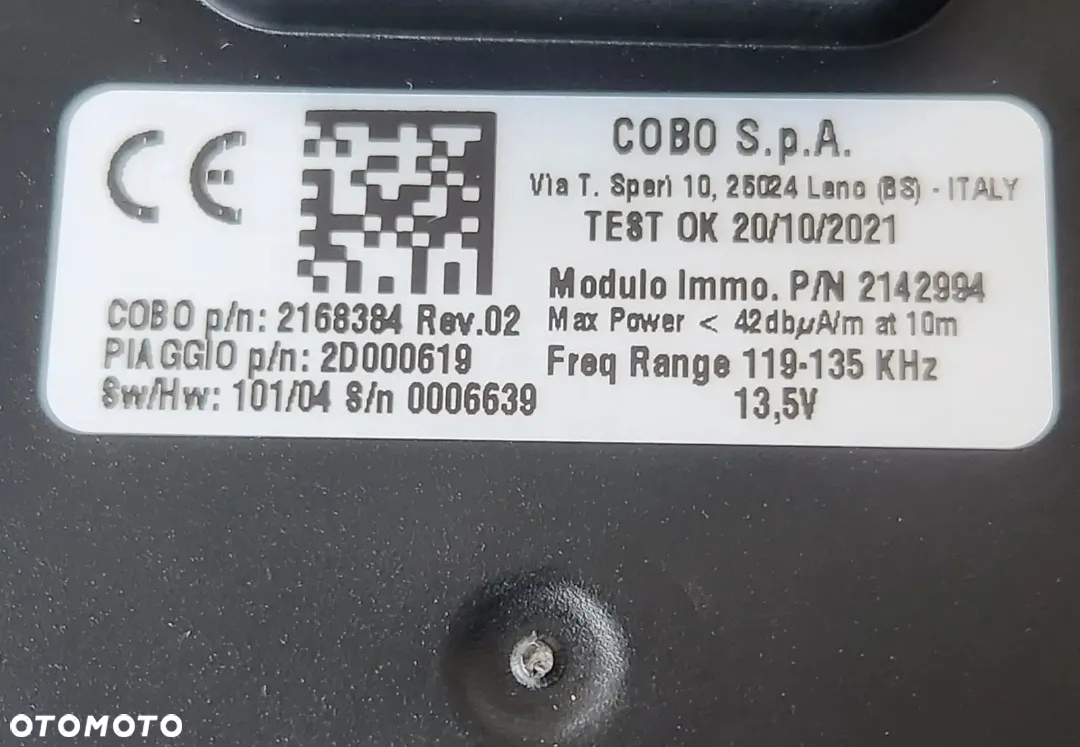 CE
COBO S.p.A.
Via T. Speri 10, 25024 Leno (BS) - ITALY
TEST OK 20/10/2021
Modulo Immo. P/N 2142994
Max Power < 42dbµA/m at 10m
Freq Range 119-135 KHz
13,5V
COBO p/n: 2168384 Rev.02
PIAGGIO p/n: 2D000619
Sw/Hw: 101/04 S/n 0006639
OTOMOTO